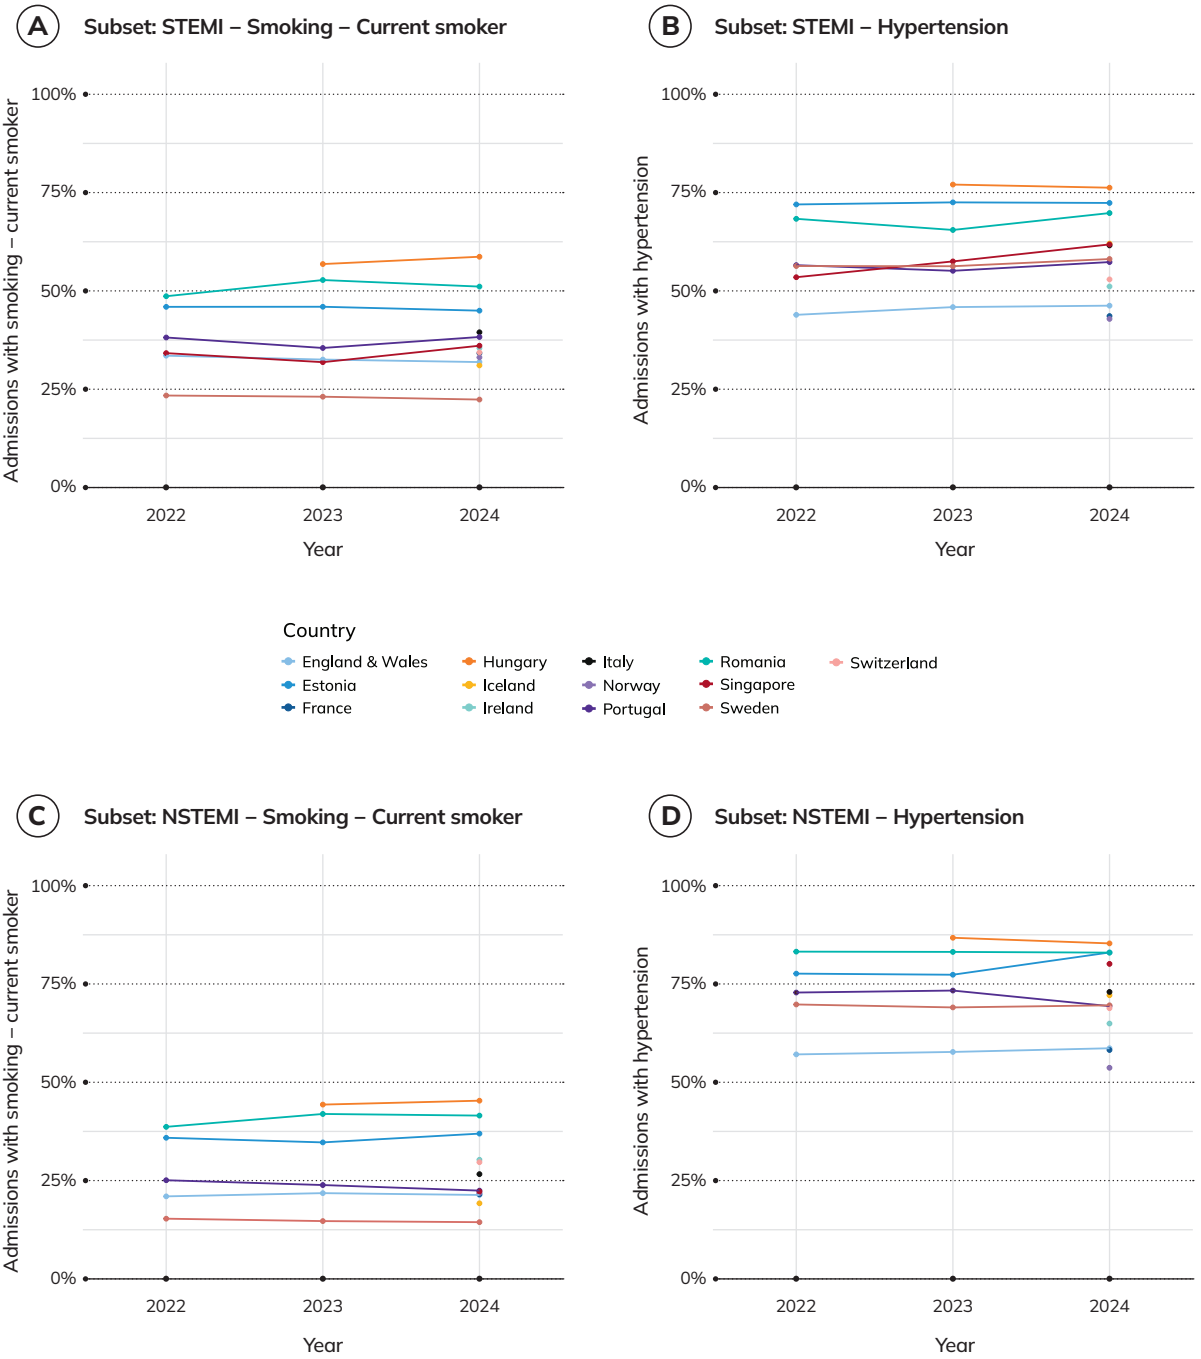 A Subset: STEMI – Smoking – Current smoker
Admissions with smoking – current smoker
100%
75%
50%
25%
0%
2022 2023 2024
Year
B Subset: STEMI – Hypertension
Admissions with hypertension
100%
75%
50%
25%
0%
2022 2023 2024
Year
Country
England & Wales Hungary Italy Romania Switzerland
Estonia Iceland Norway Singapore
France Ireland Portugal Sweden
C Subset: NSTEMI – Smoking – Current smoker
Admissions with smoking – current smoker
100%
75%
50%
25%
0%
2022 2023 2024
Year
D Subset: NSTEMI – Hypertension
Admissions with hypertension
100%
75%
50%
25%
0%
2022 2023 2024
Year